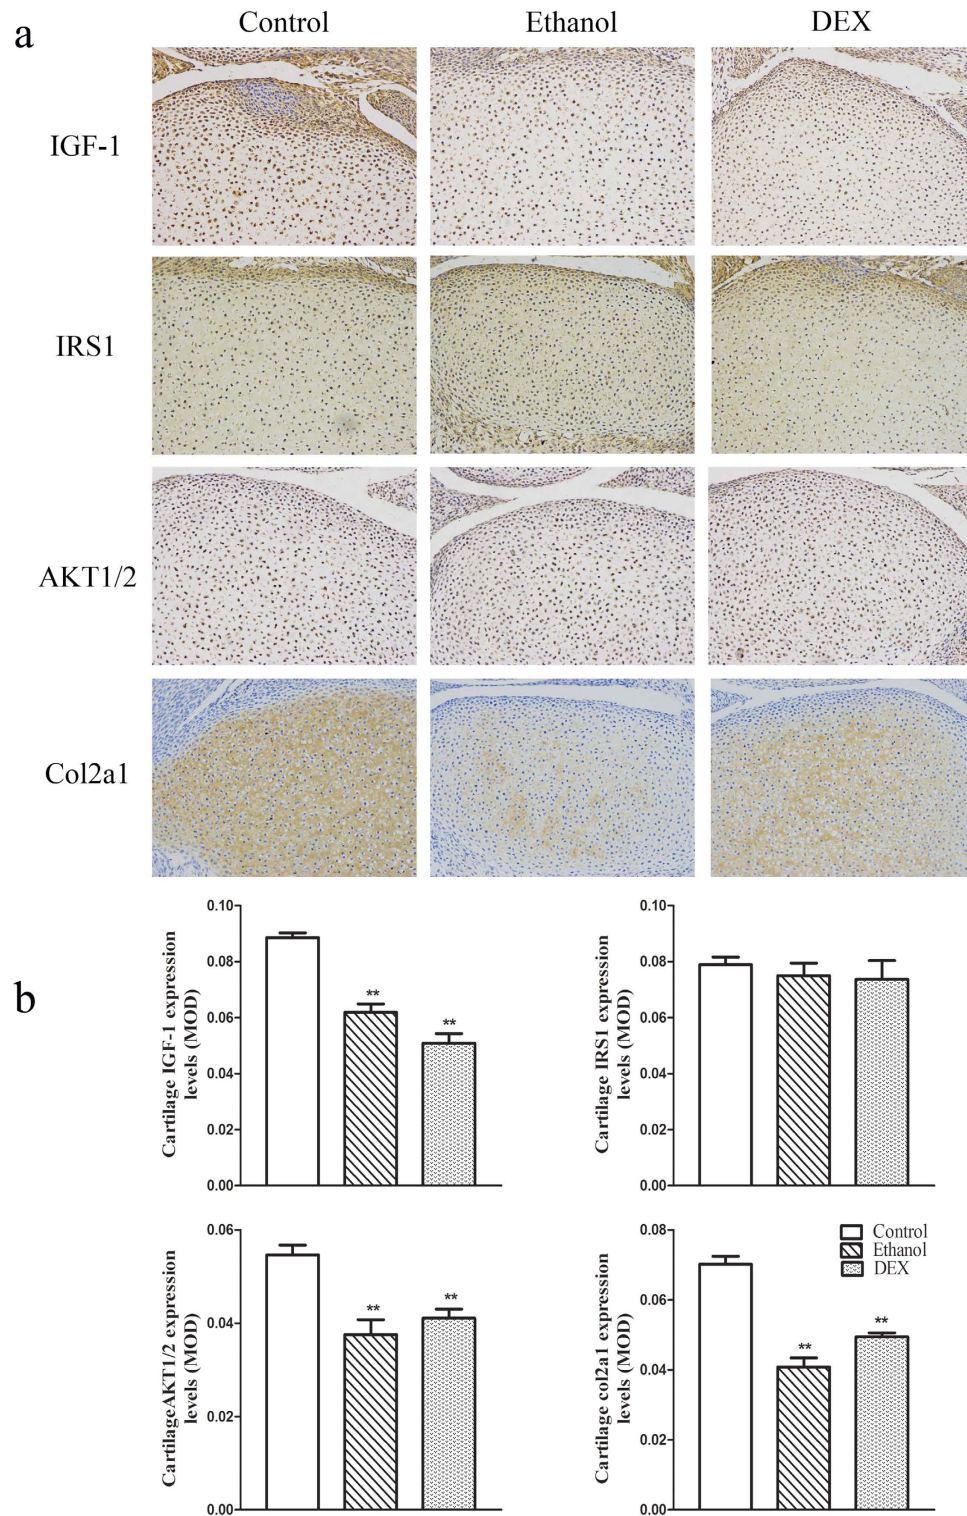 a
Control Ethanol DEX
IGF-1
IRS1
AKT1/2
Col2a1
b
Cartilage IGF-1 expression
levels (MOD)
0.10
0.08
0.06
0.04
0.02
0.00
**
**
Cartilage IRS1 expression
levels (MOD)
0.10
0.08
0.06
0.04
0.02
0.00
CartilageAKT1/2 expression
levels (MOD)
0.06
0.04
0.02
0.00
**
**
Cartilage col2a1 expression
levels (MOD)
0.08
0.06
0.04
0.02
0.00
**
**
Control
Ethanol
DEX